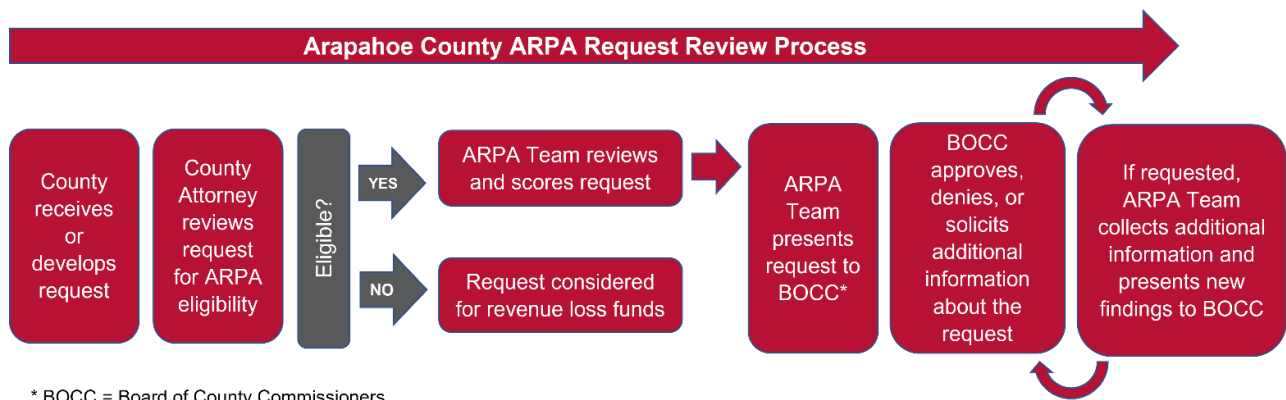 Arapahoe County ARPA Request Review Process
County
receives
or
develops
request
County
Attorney
reviews
request
for ARPA
eligibility
Eligible?
YES
ARPA Team reviews
and scores request
NO
Request considered
for revenue loss funds
ARPA
Team
presents
request to
BOCC*
BOCC
approves,
denies, or
solicits
additional
information
about the
request
If requested,
ARPA Team
collects additional
information and
presents new
findings to BOCC
* BOCC = Board of County Commissioners